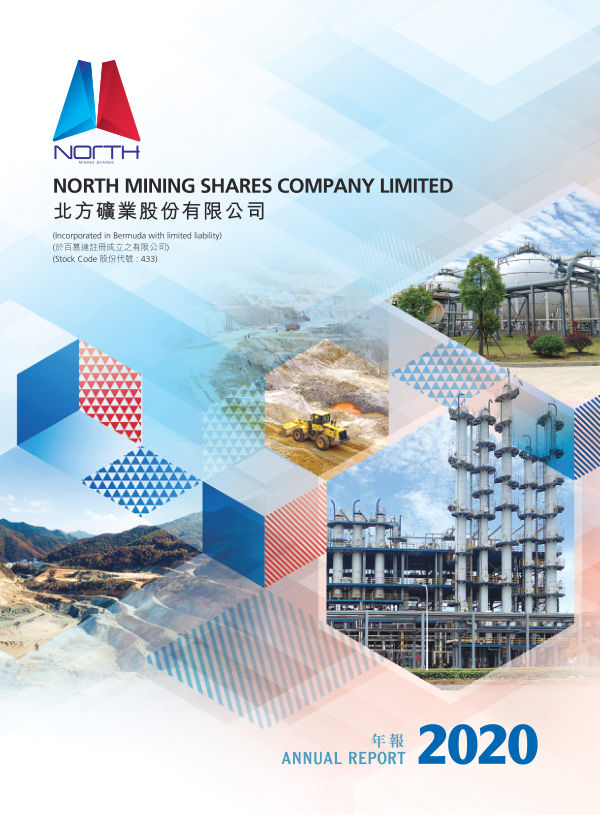 NORTH
MINING SHARES
NORTH MINING SHARES COMPANY LIMITED
北方礦業股份有限公司
(Incorporated in Bermuda with limited liability)
(於百慕達註冊成立之有限公司)
(Stock Code 股份代號 : 433)
年報
ANNUAL REPORT 2020